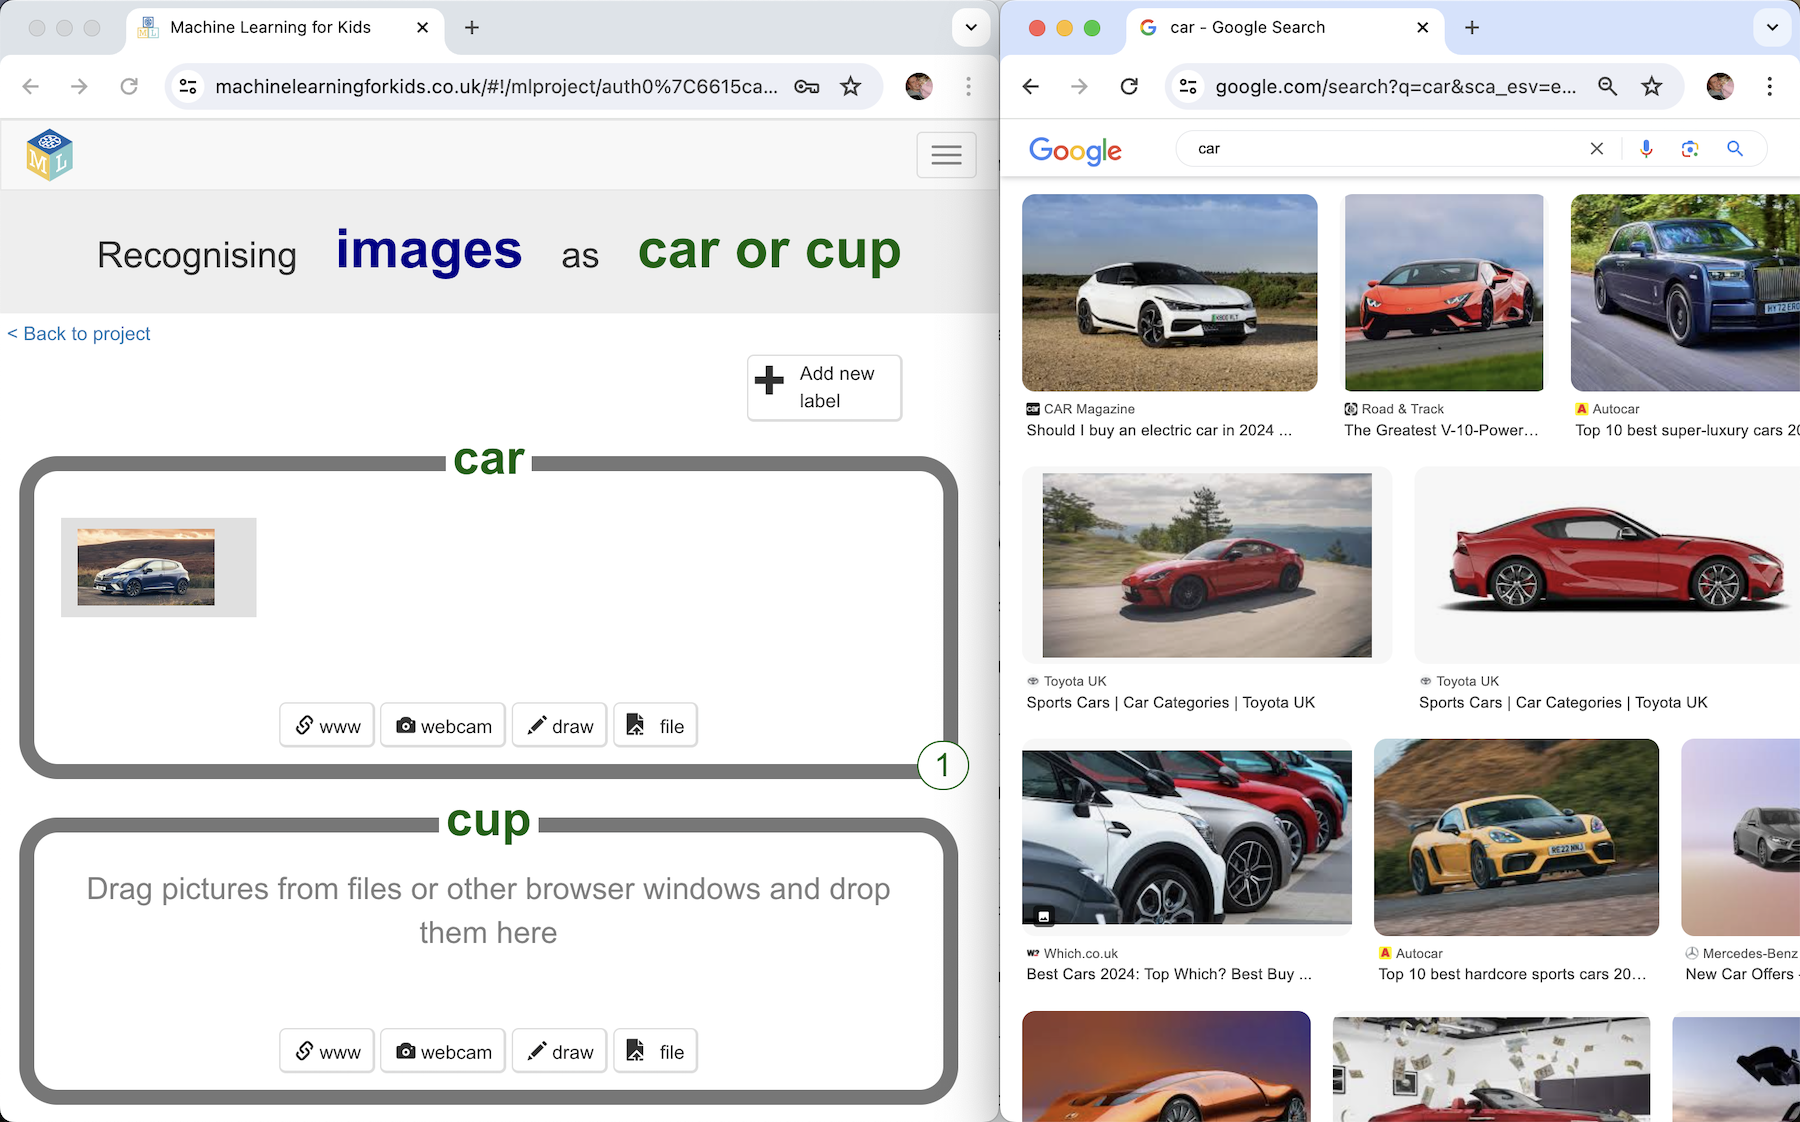 Machine Learning for Kids
machinelearningforkids.co.uk/#!/mlproject/auth0%7C6615ca...
ML
Recognising images as car or cup
< Back to project
Add new
label
car
www webcam draw file
1
cup
Drag pictures from files or other browser windows and drop
them here
www webcam draw file
car - Google Search
google.com/search?q=car&sca_esv=e...
Google
car
CAR Magazine
Should I buy an electric car in 2024 ...
Road & Track
The Greatest V-10-Power...
HY72 ERO
A Autocar
Top 10 best super-luxury cars 20
Toyota UK
Sports Cars | Car Categories | Toyota UK
Toyota UK
Sports Cars | Car Categories | Toyota UK
W? Which.co.uk
Best Cars 2024: Top Which? Best Buy ...
RE22 NNJ
A Autocar
Top 10 best hardcore sports cars 20...
Mercedes-Benz
New Car Offers -